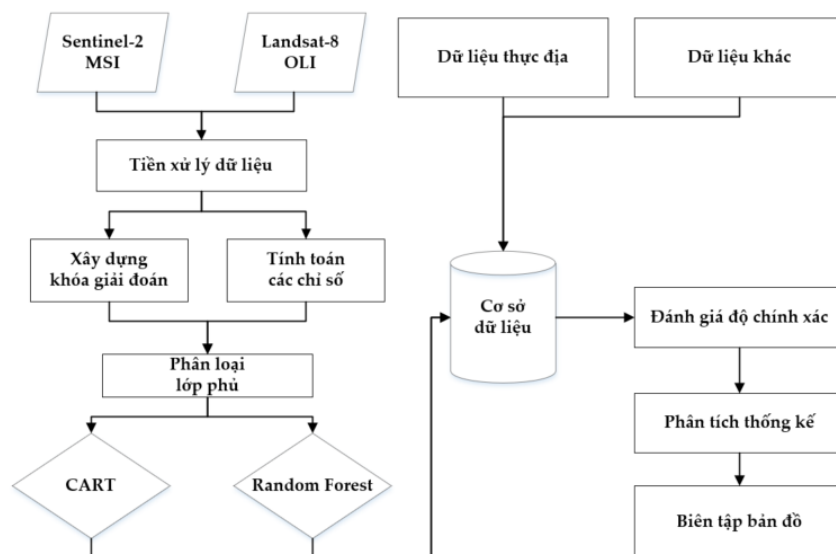 Sentinel-2
MSI
Landsat-8
OLI
Dữ liệu thực địa
Dữ liệu khác
Tiền xử lý dữ liệu
Xây dựng
khóa giải đoán
Tính toán
các chỉ số
Cơ sở
dữ liệu
Đánh giá độ chính xác
Phân loại
lớp phủ
Phân tích thống kế
CART
Random Forest
Biên tập bản đồ